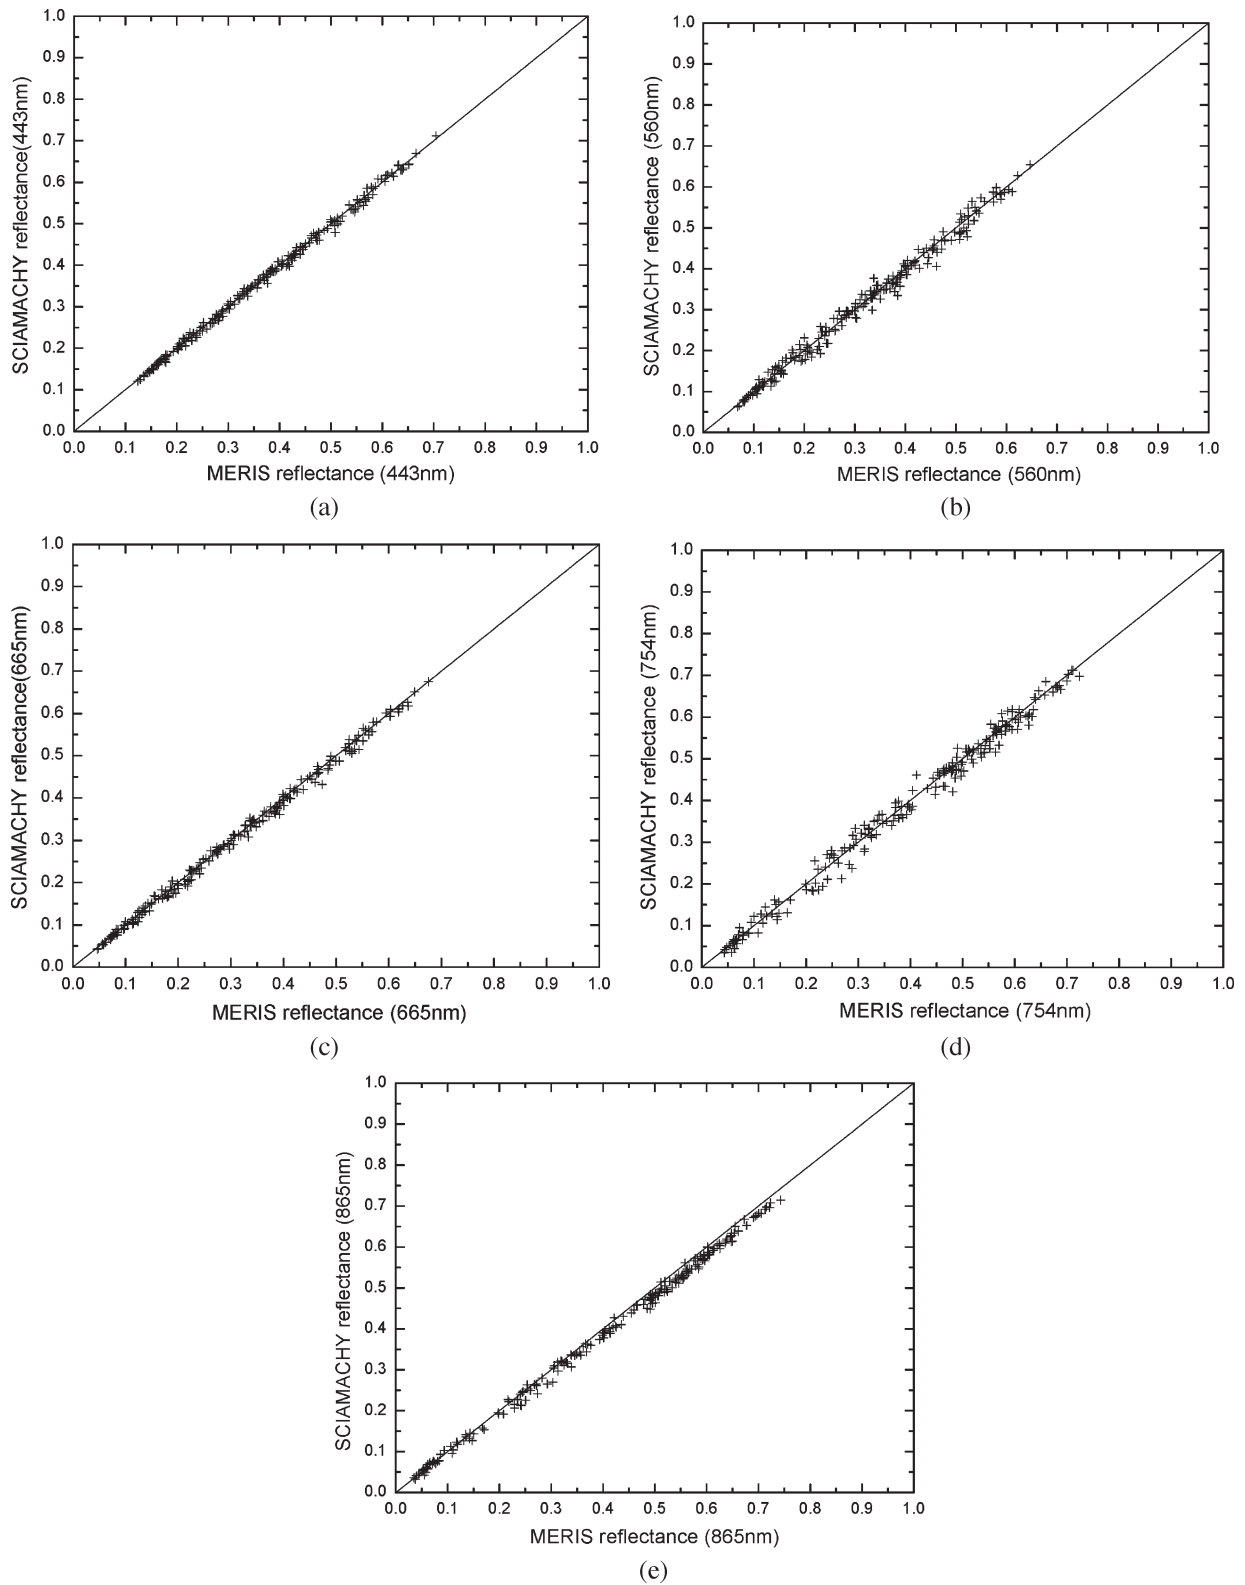 1.0
0.9
0.8
0.7
0.6
0.5
0.4
0.3
0.2
0.1
0.0
SCIAMACHY reflectance(443nm)
0.0 0.1 0.2 0.3 0.4 0.5 0.6 0.7 0.8 0.9 1.0
MERIS reflectance (443nm)
(a)
1.0
0.9
0.8
0.7
0.6
0.5
0.4
0.3
0.2
0.1
0.0
SCIAMACHY reflectance (560nm)
0.0 0.1 0.2 0.3 0.4 0.5 0.6 0.7 0.8 0.9 1.0
MERIS reflectance (560nm)
(b)
1.0
0.9
0.8
0.7
0.6
0.5
0.4
0.3
0.2
0.1
0.0
SCIAMACHY reflectance(665nm)
0.0 0.1 0.2 0.3 0.4 0.5 0.6 0.7 0.8 0.9 1.0
MERIS reflectance (665nm)
(c)
1.0
0.9
0.8
0.7
0.6
0.5
0.4
0.3
0.2
0.1
0.0
SCIAMACHY reflectance (754nm)
0.0 0.1 0.2 0.3 0.4 0.5 0.6 0.7 0.8 0.9 1.0
MERIS reflectance (754nm)
(d)
1.0
0.9
0.8
0.7
0.6
0.5
0.4
0.3
0.2
0.1
0.0
SCIAMACHY reflectance (865nm)
0.0 0.1 0.2 0.3 0.4 0.5 0.6 0.7 0.8 0.9 1.0
MERIS reflectance (865nm)
(e)